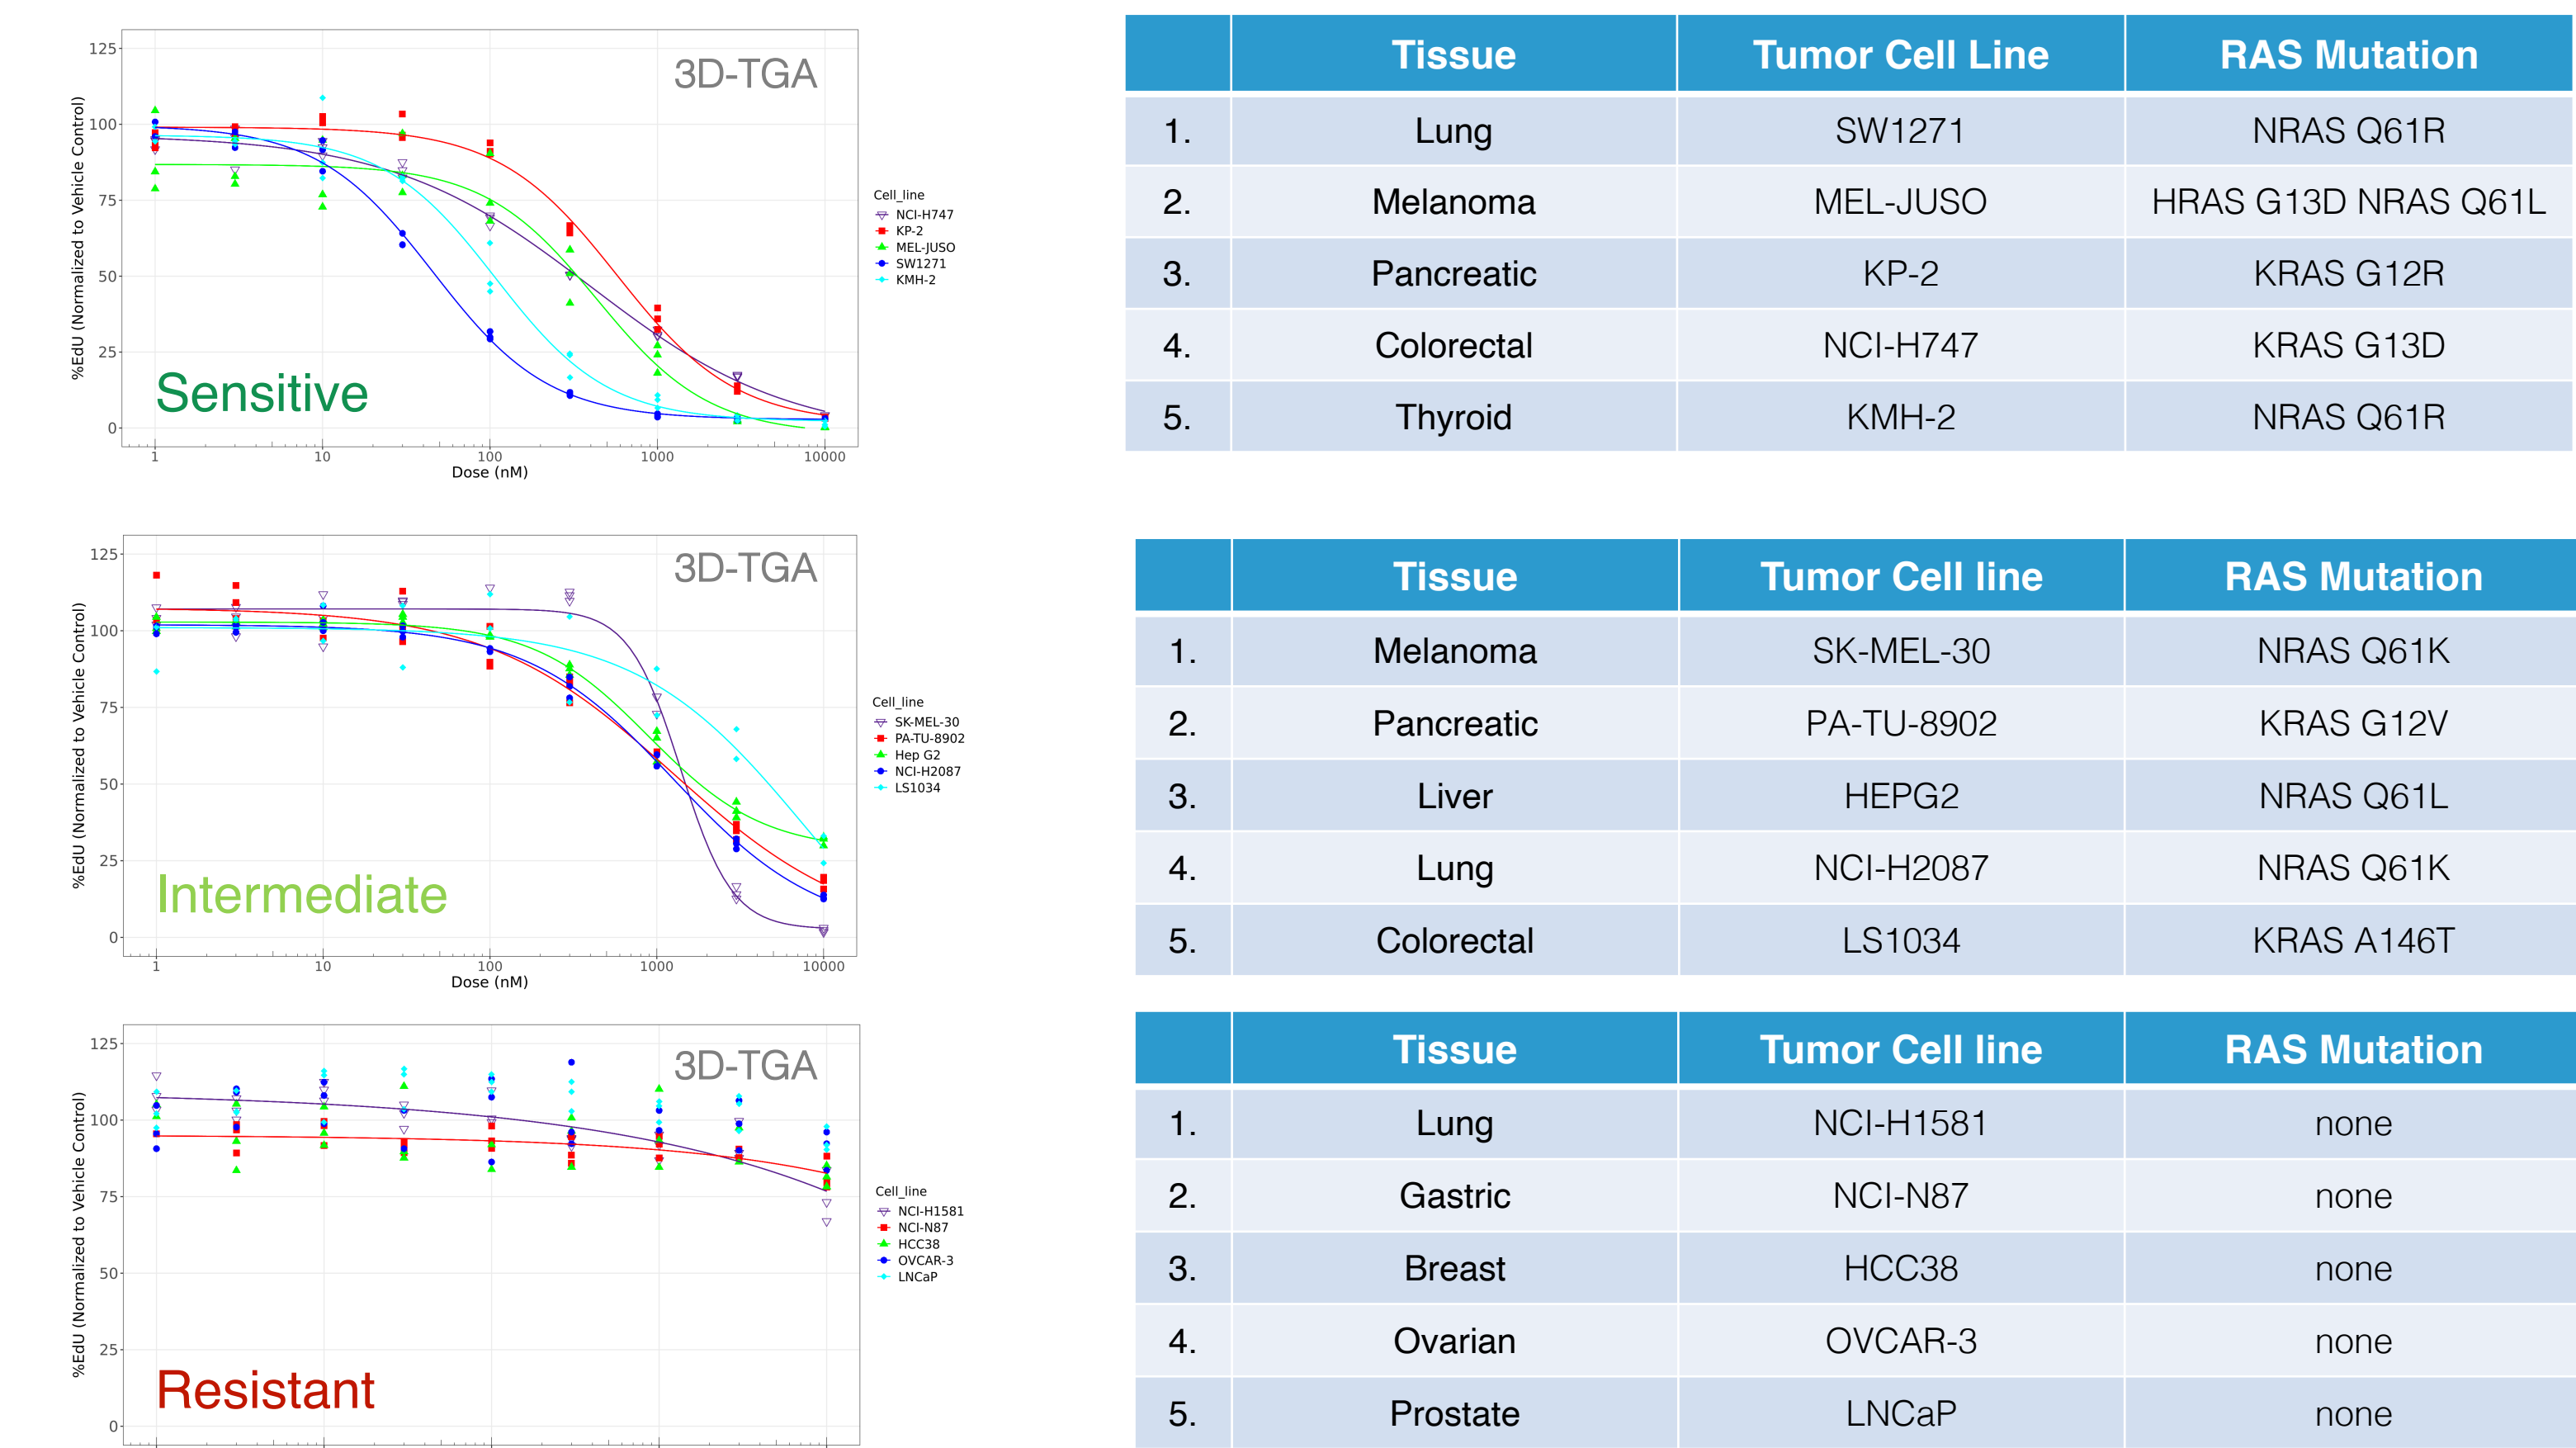 3D-TGA
125
100
75
50
25
0
%EdU (Normalized to Vehicle Control)
Sensitive
1 10 100 1000 10000
Dose (nM)
Cell_line
NCI-H747
KP-2
MEL-JUSO
SW1271
KMH-2
Tissue Tumor Cell Line RAS Mutation
1. Lung SW1271 NRAS Q61R
2. Melanoma MEL-JUSO HRAS G13D NRAS Q61L
3. Pancreatic KP-2 KRAS G12R
4. Colorectal NCI-H747 KRAS G13D
5. Thyroid KMH-2 NRAS Q61R
3D-TGA
125
100
75
50
25
0
%EdU (Normalized to Vehicle Control)
Intermediate
1 10 100 1000 10000
Dose (nM)
Cell_line
SK-MEL-30
PA-TU-8902
Hep G2
NCI-H2087
LS1034
Tissue Tumor Cell line RAS Mutation
1. Melanoma SK-MEL-30 NRAS Q61K
2. Pancreatic PA-TU-8902 KRAS G12V
3. Liver HEPG2 NRAS Q61L
4. Lung NCI-H2087 NRAS Q61K
5. Colorectal LS1034 KRAS A146T
3D-TGA
125
100
75
50
25
0
%EdU (Normalized to Vehicle Control)
Resistant
Cell_line
NCI-H1581
NCI-N87
HCC38
OVCAR-3
LNCaP
Tissue Tumor Cell line RAS Mutation
1. Lung NCI-H1581 none
2. Gastric NCI-N87 none
3. Breast HCC38 none
4. Ovarian OVCAR-3 none
5. Prostate LNCaP none